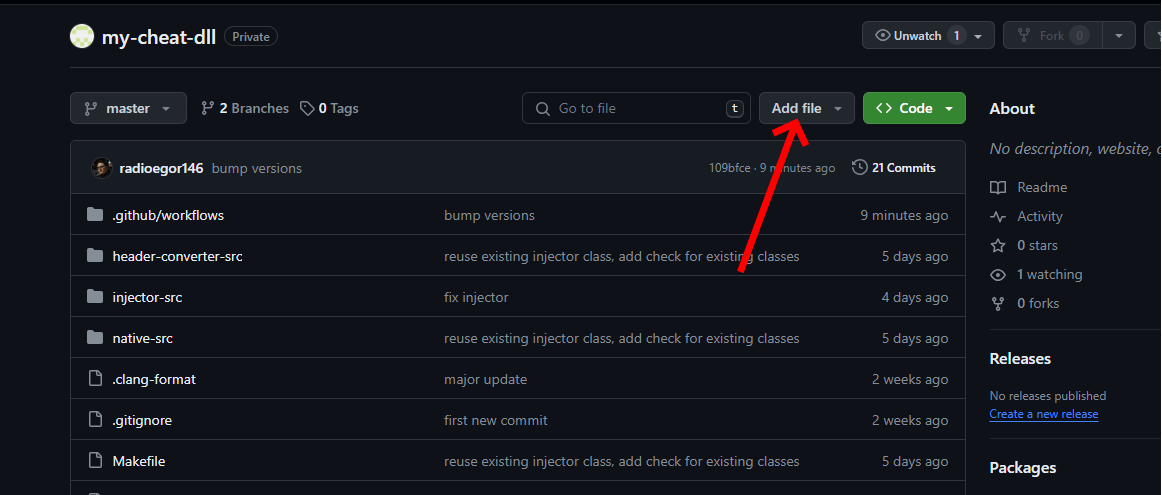 my-cheat-dll Private Unwatch 1 Fork 0
master 2 Branches 0 Tags Go to file t Add file Code About
No description, website,
radioegor146 bump versions 109bfce · 9 minutes ago 21 Commits
Readme
.github/workflows bump versions 9 minutes ago
Activity
0 stars
header-converter-src reuse existing injector class, add check for existing classes 5 days ago
1 watching
injector-src fix injector 4 days ago
0 forks
native-src reuse existing injector class, add check for existing classes 5 days ago
Releases
.clang-format major update 2 weeks ago
No releases published
Create a new release
.gitignore first new commit 2 weeks ago
Makefile reuse existing injector class, add check for existing classes 5 days ago
Packages